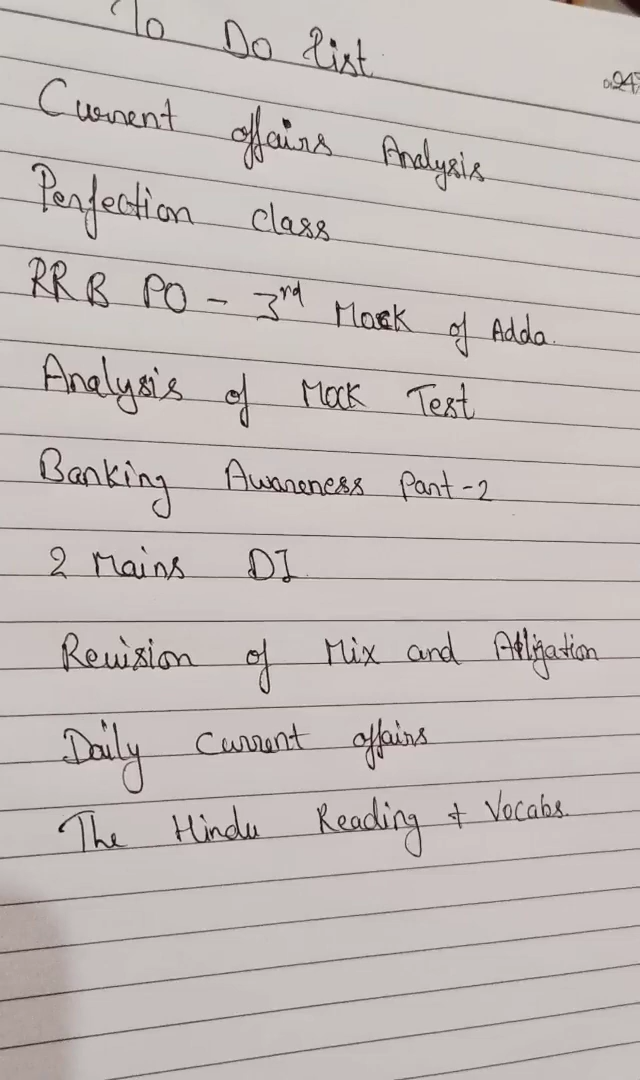 To Do List
Current affairs Analysis
Perfection class
RRB PO - 3rd Mock of Adda.
Analysis of Mock Test
Banking Awareness Part-2
2 Mains DI.
Revision of Mix and Alligation
Daily Current affairs
The Hindu Reading + Vocabs.